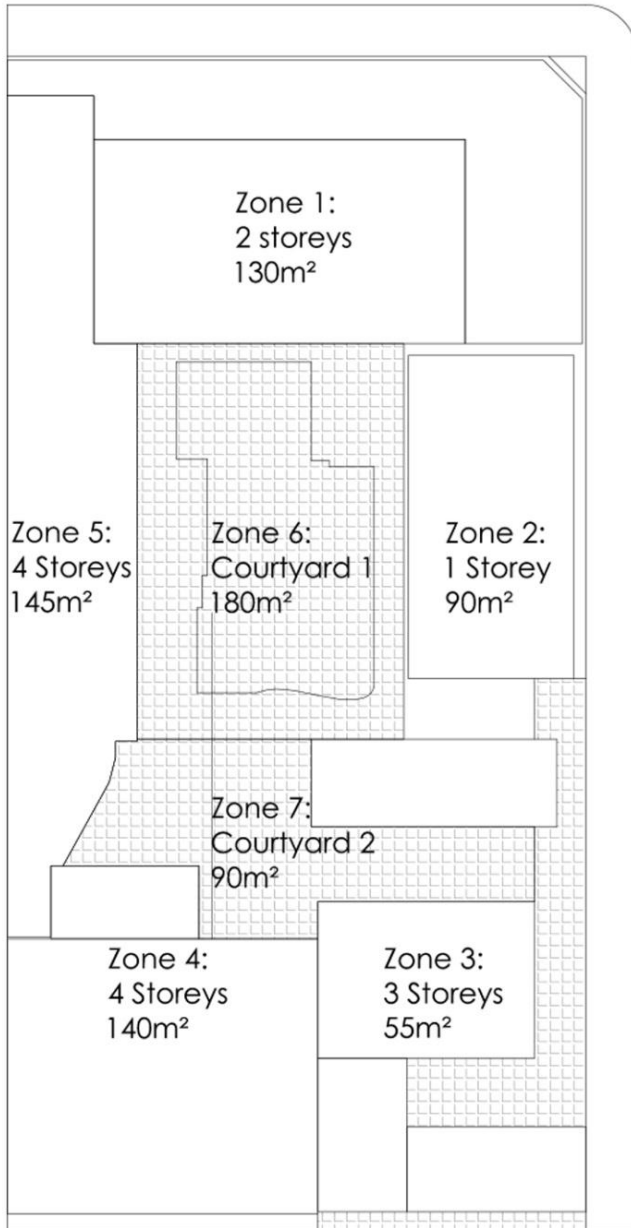 Zone 1:
2 storeys
130m²
Zone 5:
4 Storeys
145m²
Zone 6:
Courtyard 1
180m²
Zone 2:
1 Storey
90m²
Zone 7:
Courtyard 2
90m²
Zone 4:
4 Storeys
140m²
Zone 3:
3 Storeys
55m²